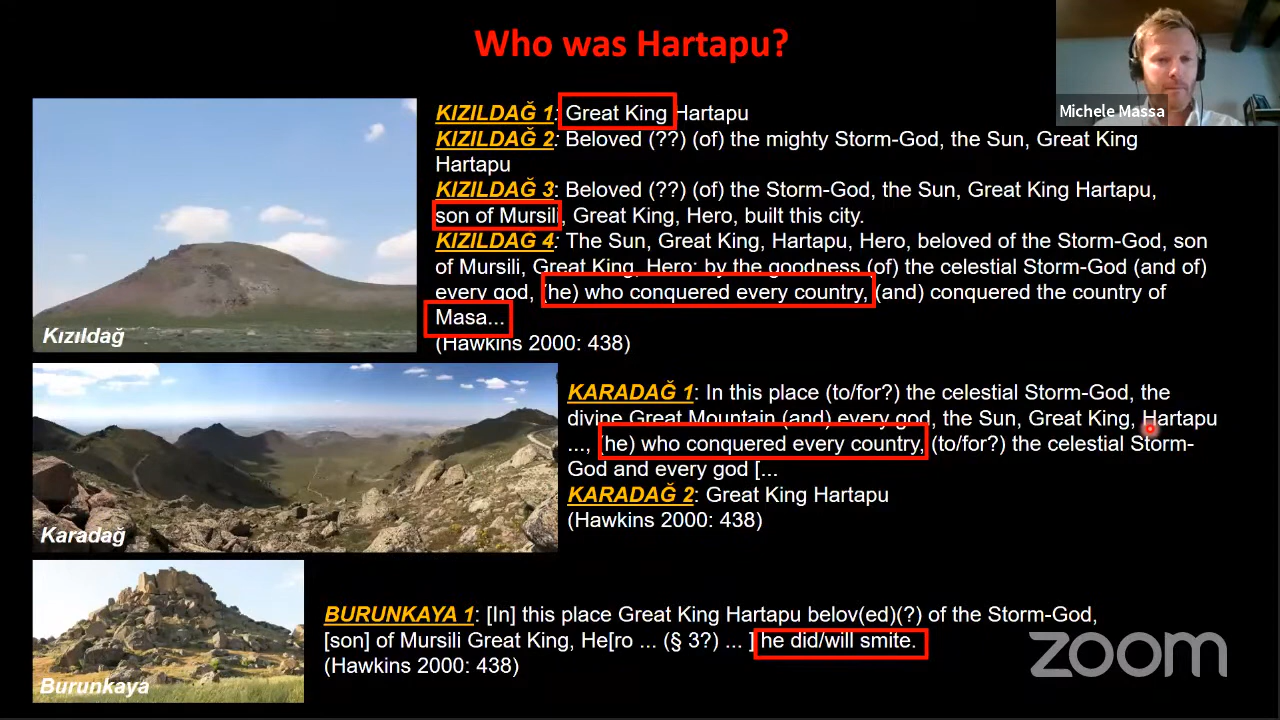 Who was Hartapu?
Michele Massa
KIZILDAĞ 1: Great King Hartapu
KIZILDAĞ 2: Beloved (??) (of) the mighty Storm-God, the Sun, Great King
Hartapu
KIZILDAĞ 3: Beloved (??) (of) the Storm-God, the Sun, Great King Hartapu,
son of Mursili, Great King, Hero, built this city.
KIZILDAĞ 4: The Sun, Great King, Hartapu, Hero, beloved of the Storm-God, son
of Mursili, Great King, Hero: by the goodness (of) the celestial Storm-God (and of)
every god, (he) who conquered every country, (and) conquered the country of
Masa...
(Hawkins 2000: 438)
Kızıldağ
KARADAĞ 1: In this place (to/for?) the celestial Storm-God, the
divine Great Mountain (and) every god, the Sun, Great King, Hartapu
..., (he) who conquered every country, (to/for?) the celestial Storm-
God and every god [...
KARADAĞ 2: Great King Hartapu
(Hawkins 2000: 438)
Karadağ
BURUNKAYA 1: [In] this place Great King Hartapu belov(ed)(?) of the Storm-God,
[son] of Mursili Great King, He[ro ... (§ 3?) ... ] he did/will smite.
(Hawkins 2000: 438)
Burunkaya
zoom